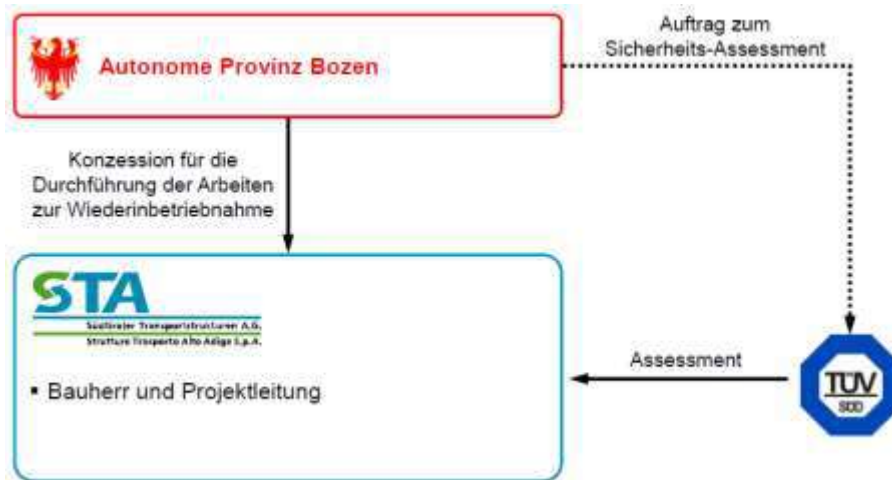 Autonome Provinz Bozen
Auftrag zum
Sicherheits-Assessment
Konzession für die
Durchführung der Arbeiten
zur Wiederinbetriebnahme
STA
Südtiroler Transportstrukturen A.G.
Strutture Trasporto Alto Adige S.p.A.
▪ Bauherr und Projektleitung
Assessment
TÜV
SÜD